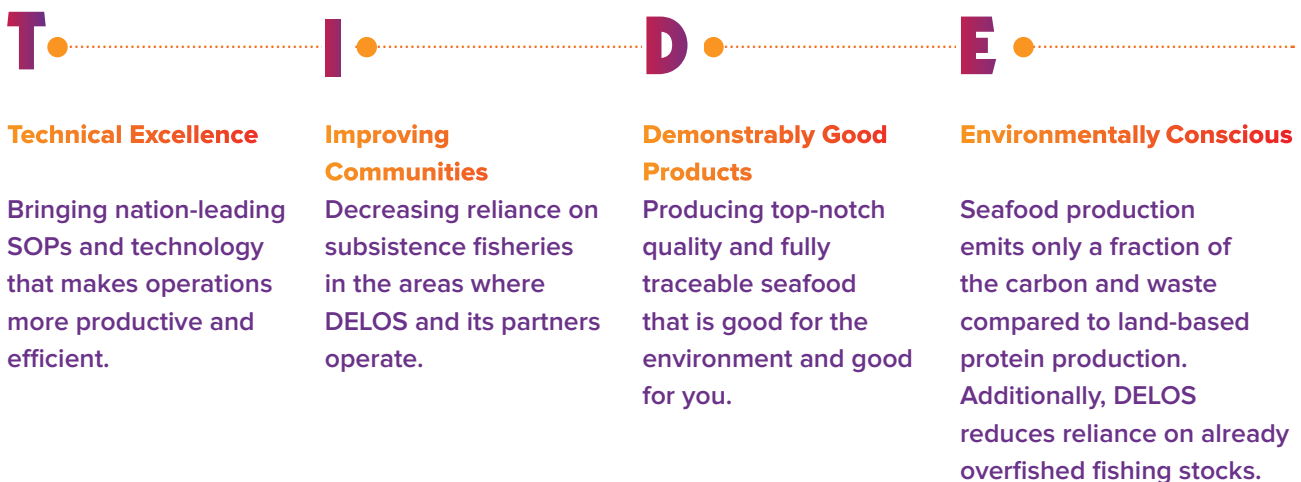 T
I
D
E
Technical Excellence
Bringing nation-leading
SOPs and technology
that makes operations
more productive and
efficient.
Improving
Communities
Decreasing reliance on
subsistence fisheries
in the areas where
DELOS and its partners
operate.
Demonstrably Good
Products
Producing top-notch
quality and fully
traceable seafood
that is good for the
environment and good
for you.
Environmentally Conscious
Seafood production
emits only a fraction of
the carbon and waste
compared to land-based
protein production.
Additionally, DELOS
reduces reliance on already
overfished fishing stocks.